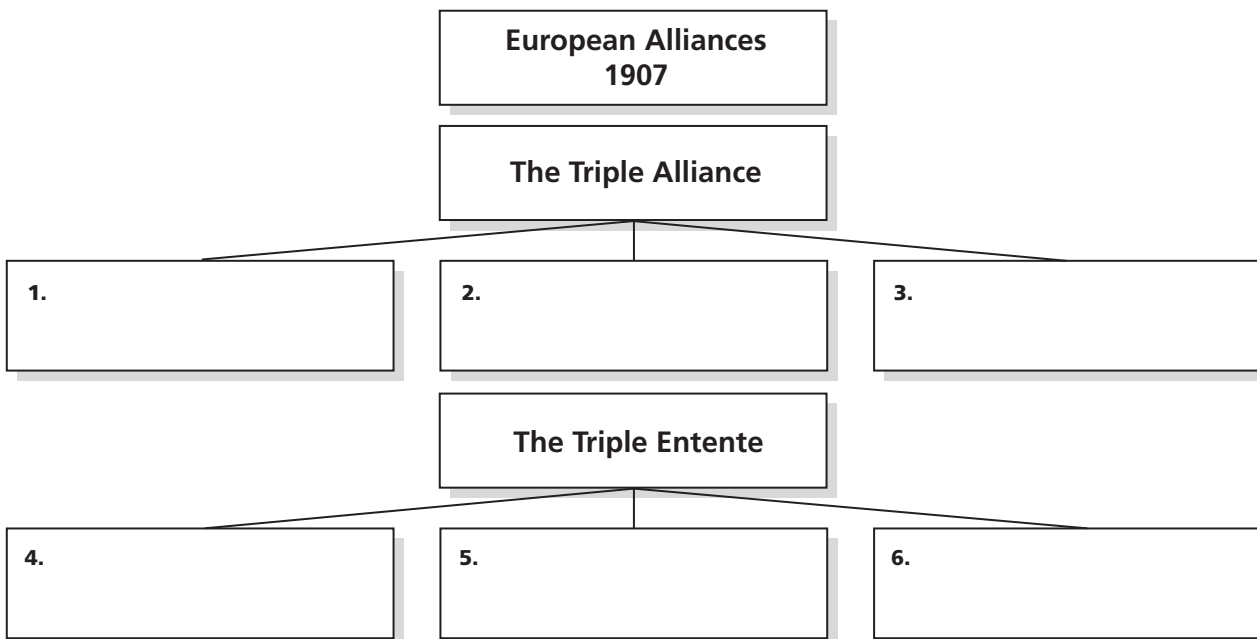 European Alliances
1907
The Triple Alliance
1.
2.
3.
The Triple Entente
4.
5.
6.